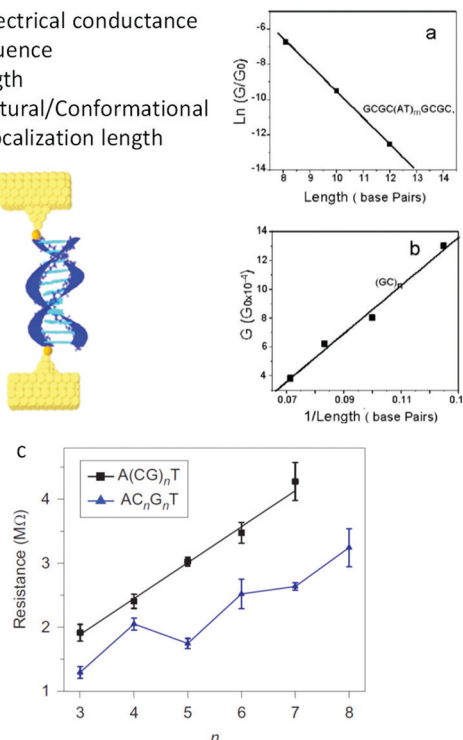 lectrical conductance
uence
gth
tural/Conformational
ocalization length
a
Ln (G/G₀)
-6
-8
-10
-12
-14
GCGC(AT)ₘGCGC,
8 9 10 11 12 13 14
Length ( base Pairs)
b
G (G₀x10⁻⁴)
14
12
10
8
6
4
(GC)ₙ
0.07 0.09 0.11 0.1
1/Length ( base Pairs)
c
A(CG)ₙT
ACₙGₙT
Resistance (MΩ)
4
3
2
1
3 4 5 6 7 8
n